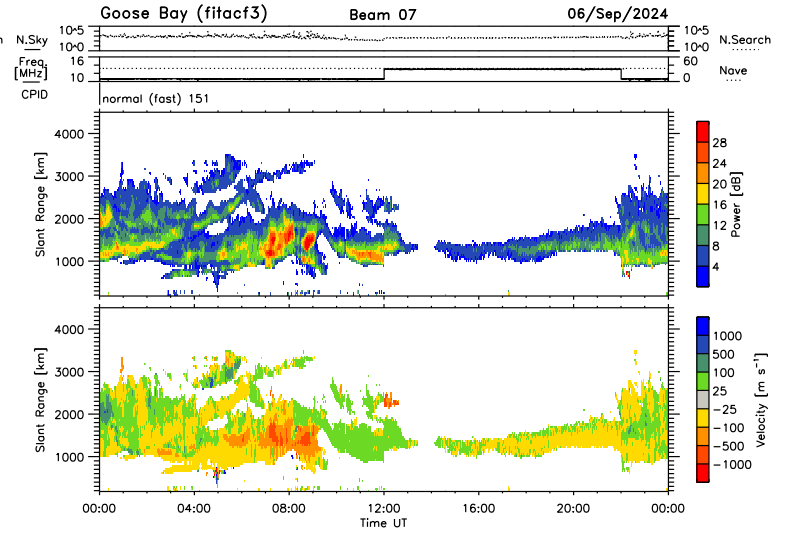 Goose Bay (fitacf3) Beam 07 06/Sep/2024
N.Sky 10^5 10^0 10^5 10^0 N.Search
Freq. [MHz] 16 10 60 0 Nave
CPID normal (fast) 151
Slant Range [km] 4000 3000 2000 1000
Power [dB] 28 24 20 16 12 8 4
Slant Range [km] 4000 3000 2000 1000
Velocity [m s⁻¹] 1000 500 100 25 −25 −100 −500 −1000
00:00 04:00 08:00 12:00 16:00 20:00 00:00
Time UT